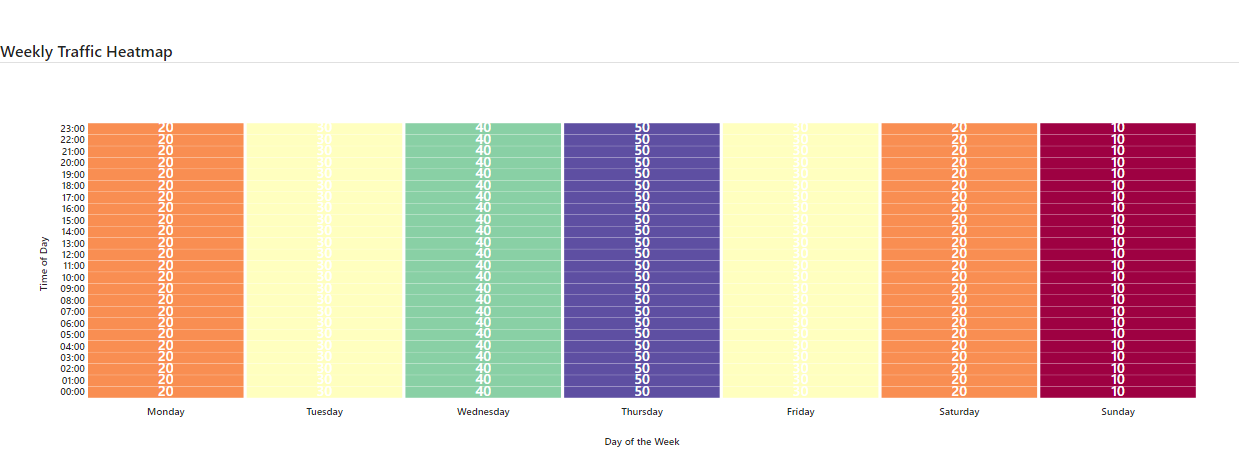 Weekly Traffic Heatmap
23:00 20 30 40 50 30 20 10
22:00 20 30 40 50 30 20 10
21:00 20 30 40 50 30 20 10
20:00 20 30 40 50 30 20 10
19:00 20 30 40 50 30 20 10
18:00 20 30 40 50 30 20 10
17:00 20 30 40 50 30 20 10
16:00 20 30 40 50 30 20 10
15:00 20 30 40 50 30 20 10
14:00 20 30 40 50 30 20 10
13:00 20 30 40 50 30 20 10
12:00 20 30 40 50 30 20 10
11:00 20 30 40 50 30 20 10
10:00 20 30 40 50 30 20 10
09:00 20 30 40 50 30 20 10
08:00 20 30 40 50 30 20 10
07:00 20 30 40 50 30 20 10
06:00 20 30 40 50 30 20 10
05:00 20 30 40 50 30 20 10
04:00 20 30 40 50 30 20 10
03:00 20 30 40 50 30 20 10
02:00 20 30 40 50 30 20 10
01:00 20 30 40 50 30 20 10
00:00 20 30 40 50 30 20 10
Time of Day
Monday Tuesday Wednesday Thursday Friday Saturday Sunday
Day of the Week